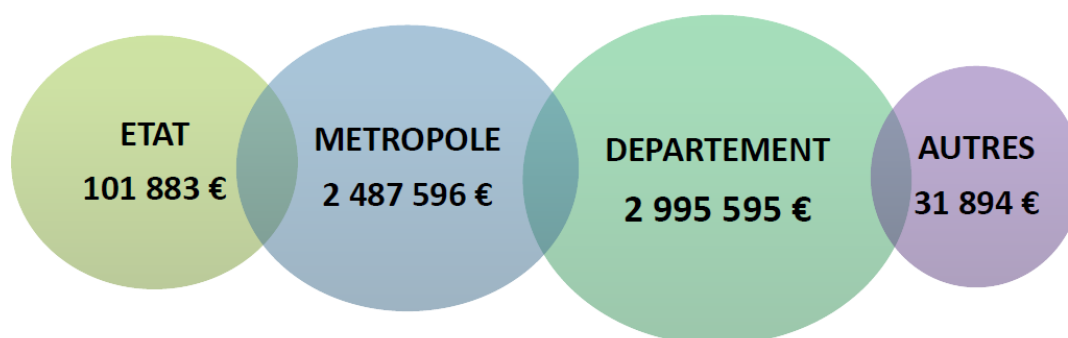 ETAT
101 883 €
METROPOLE
2 487 596 €
DEPARTEMENT
2 995 595 €
AUTRES
31 894 €